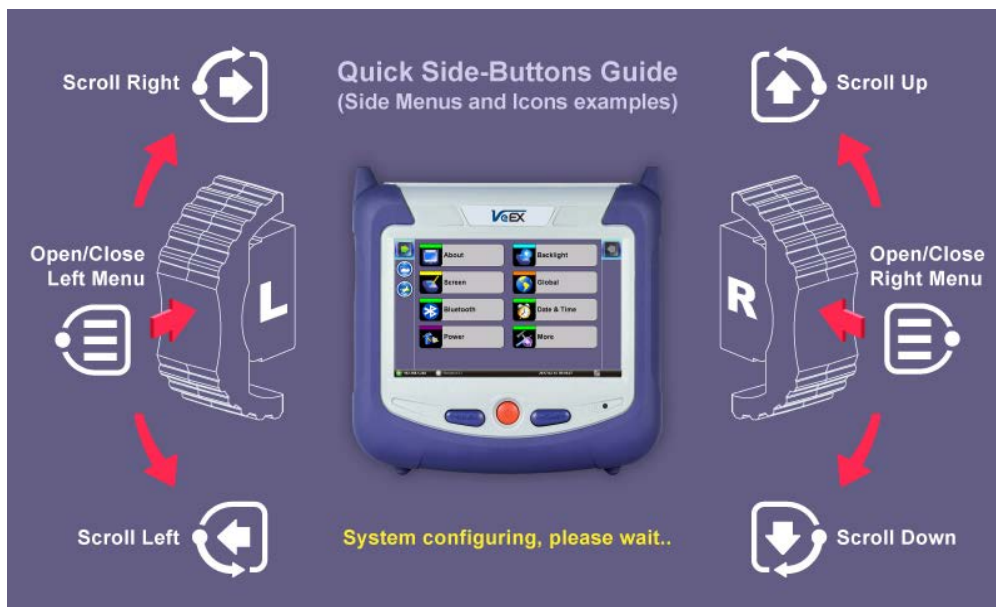 Quick Side-Buttons Guide
(Side Menus and Icons examples)
Scroll Right
Scroll Up
Open/Close
Left Menu
L
VeEX
About
Backlight
Screen
Global
Bluetooth
Date & Time
Power
More
R
Open/Close
Right Menu
Scroll Left
System configuring, please wait..
Scroll Down